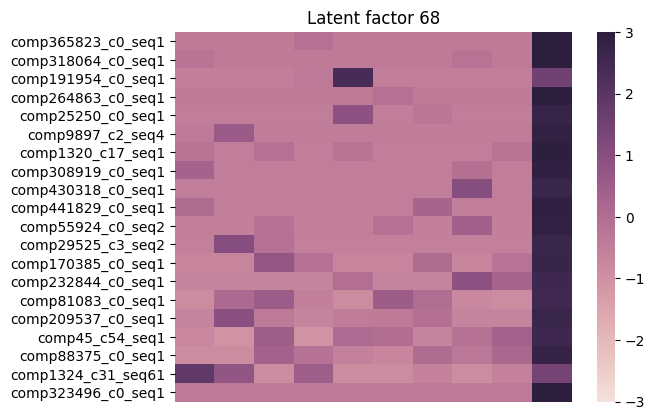 Latent factor 68
comp365823_c0_seq1
comp318064_c0_seq1
comp191954_c0_seq1
comp264863_c0_seq1
comp25250_c0_seq1
comp9897_c2_seq4
comp1320_c17_seq1
comp308919_c0_seq1
comp430318_c0_seq1
comp441829_c0_seq1
comp55924_c0_seq2
comp29525_c3_seq2
comp170385_c0_seq1
comp232844_c0_seq1
comp81083_c0_seq1
comp209537_c0_seq1
comp45_c54_seq1
comp88375_c0_seq1
comp1324_c31_seq61
comp323496_c0_seq1
3
2
1
0
−1
−2
−3